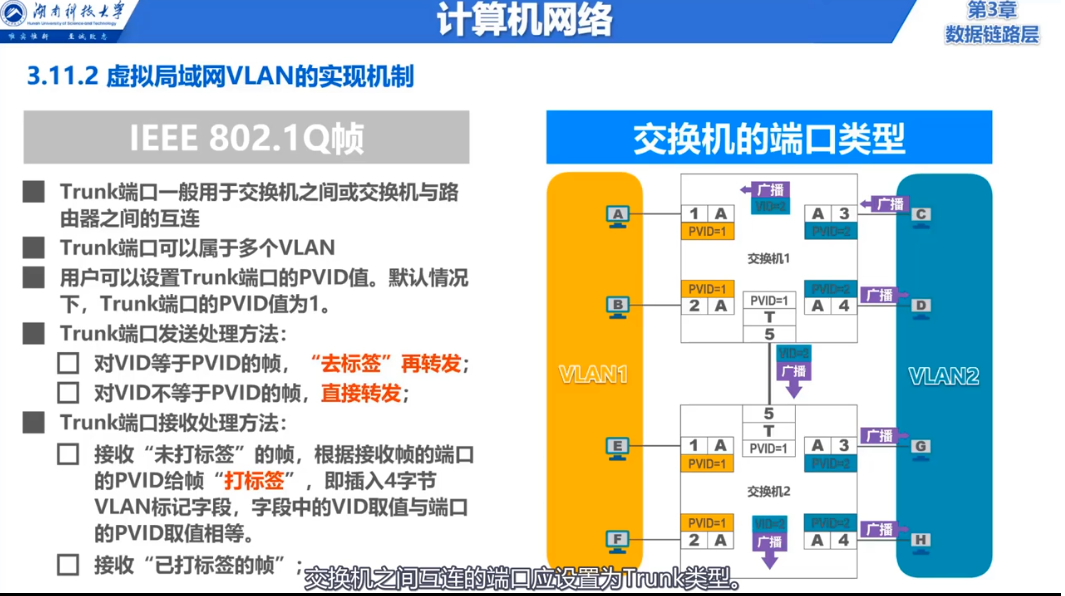 湖南科技大学
Hunan University of Science and Technology
计算机网络
第3章
数据链路层
3.11.2 虚拟局域网VLAN的实现机制
IEEE 802.1Q帧
Trunk端口一般用于交换机之间或交换机与路
由器之间的互连
Trunk端口可以属于多个VLAN
用户可以设置Trunk端口的PVID值。默认情况
下，Trunk端口的PVID值为1。
Trunk端口发送处理方法：
对VID等于PVID的帧，“去标签”再转发；
对VID不等于PVID的帧，直接转发；
Trunk端口接收处理方法：
接收“未打标签”的帧，根据接收帧的端口
的PVID给帧“打标签”，即插入4字节
VLAN标记字段，字段中的VID取值与端口
的PVID取值相等。
接收“已打标签的帧”；
交换机的端口类型
广播
VID=2
广播
A
1 A
A 3
C
PVID=1
PVID=2
交换机1
PVID=1
PVID=2
广播
B
2 A
PVID=1
A 4
D
T
5
VID=2
广播
VLAN1
VLAN2
5
T
广播
E
1 A
PVID=1
A 3
G
PVID=1
PVID=2
交换机2
PVID=1
VID=2
PVID=2
广播
F
2 A
广播
A 4
H
交换机之间互连的端口应设置为Trunk类型。